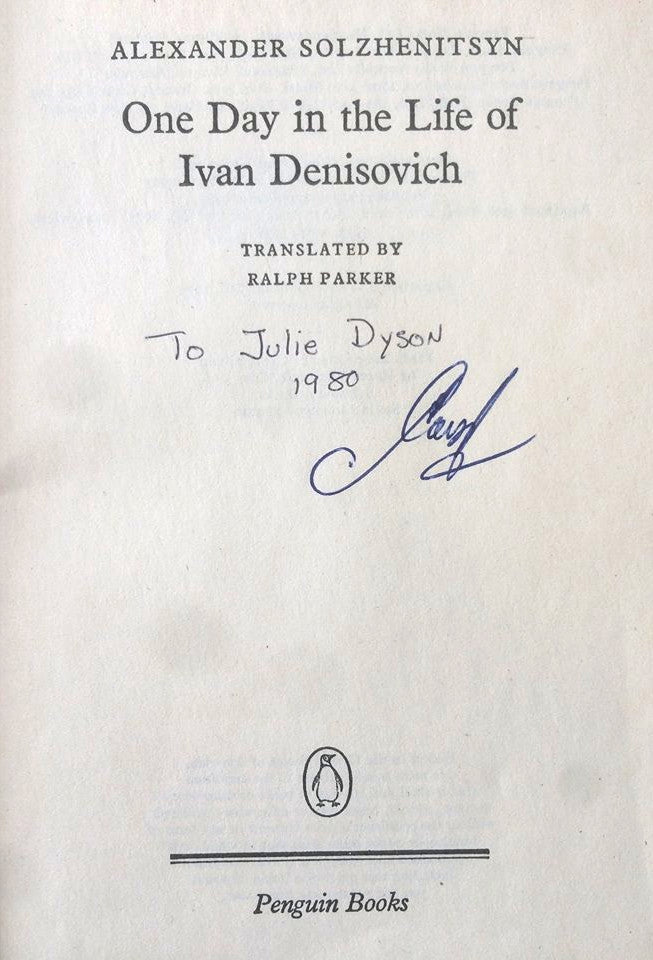 ALEXANDER SOLZHENITSYN
One Day in the Life of
Ivan Denisovich
TRANSLATED BY
RALPH PARKER
To Julie Dyson
1980
Penguin Books